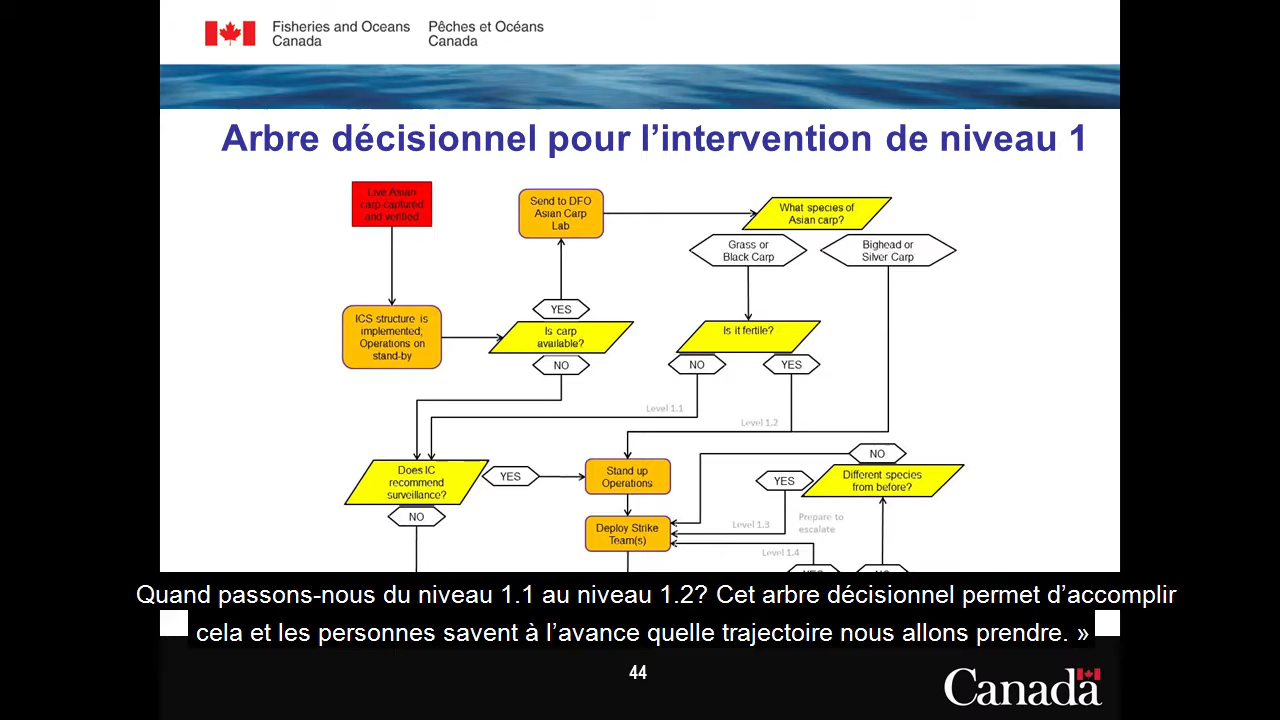 Fisheries and Oceans
Canada
Pêches et Océans
Canada
Arbre décisionnel pour l’intervention de niveau 1
Live Asian
carp captured
and verified
Send to DFO
Asian Carp
Lab
What species of
Asian carp?
Grass or
Black Carp
Bighead or
Silver Carp
ICS structure is
implemented;
Operations on
stand-by
YES
Is carp
available?
NO
Is it fertile?
NO
YES
Level 1.1
Level 1.2
Does IC
recommend
surveillance?
YES
NO
Stand up
Operations
Deploy Strike
Team(s)
NO
YES
Different species
from before?
Level 1.3
Prepare to
escalate
Level 1.4
Quand passons-nous du niveau 1.1 au niveau 1.2? Cet arbre décisionnel permet d’accomplir
cela et les personnes savent à l’avance quelle trajectoire nous allons prendre. »
44
Canada